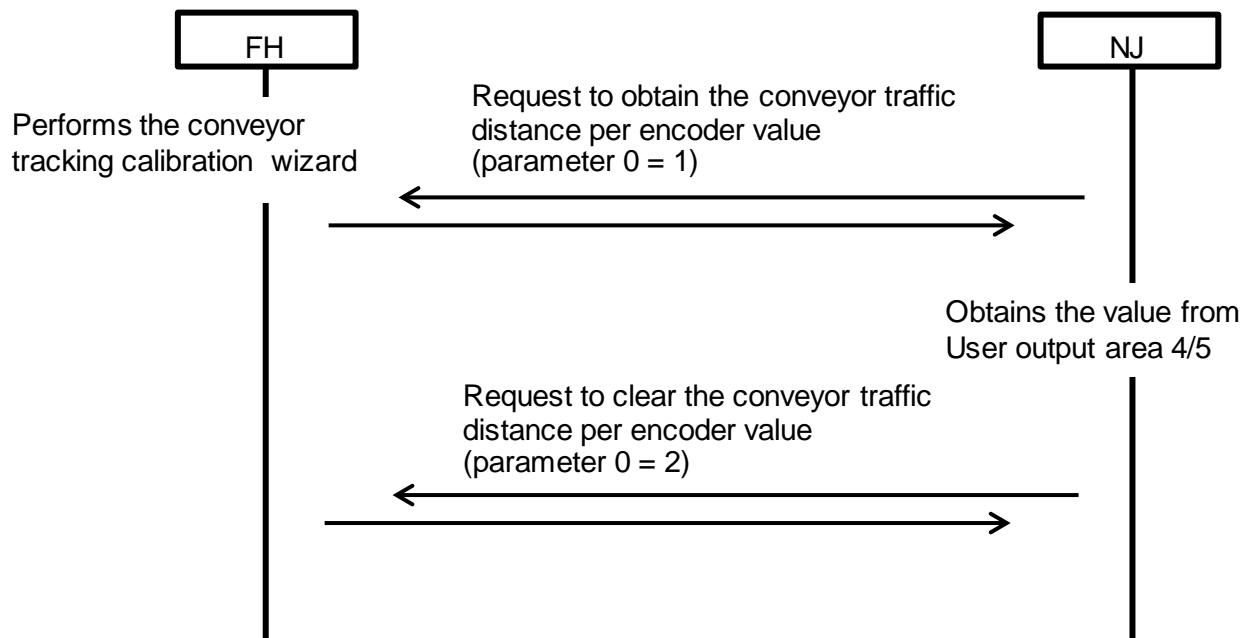 FH
NJ
Performs the conveyor
tracking calibration wizard
Request to obtain the conveyor traffic
distance per encoder value
(parameter 0 = 1)
Obtains the value from
User output area 4/5
Request to clear the conveyor traffic
distance per encoder value
(parameter 0 = 2)